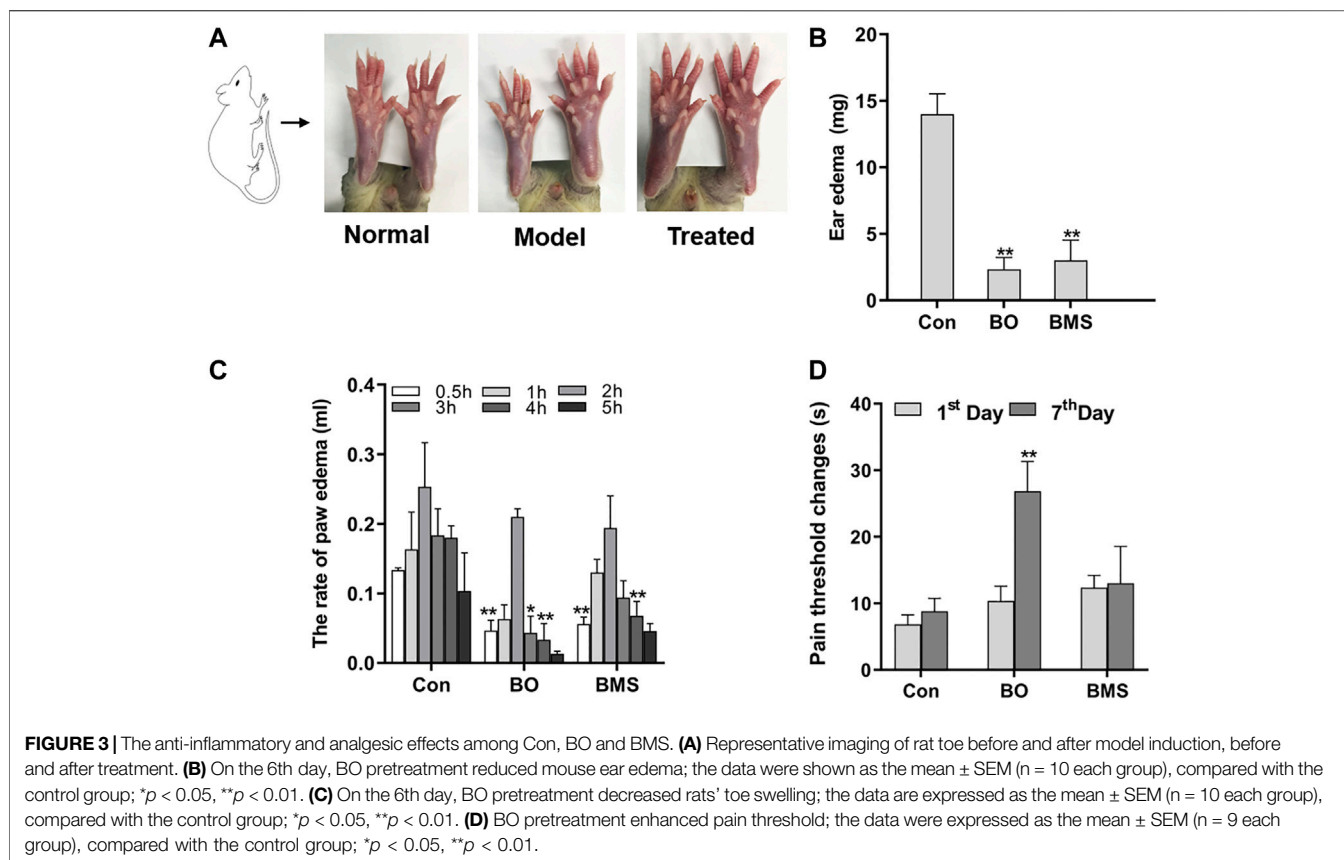 A
Normal
Model
Treated
B
Ear edema (mg)
20
15
10
5
0
**
**
Con
BO
BMS
C
The rate of paw edema (ml)
0.4
0.3
0.2
0.1
0.0
0.5h
1h
2h
3h
4h
5h
**
*
**
**
**
Con
BO
BMS
D
Pain threshold changes (s)
40
30
20
10
0
1st Day
7thDay
**
Con
BO
BMS
FIGURE 3 | The anti-inflammatory and analgesic effects among Con, BO and BMS. (A) Representative imaging of rat toe before and after model induction, before
and after treatment. (B) On the 6th day, BO pretreatment reduced mouse ear edema; the data were shown as the mean ± SEM (n = 10 each group), compared with the
control group; *p < 0.05, **p < 0.01. (C) On the 6th day, BO pretreatment decreased rats' toe swelling; the data are expressed as the mean ± SEM (n = 10 each group),
compared with the control group; *p < 0.05, **p < 0.01. (D) BO pretreatment enhanced pain threshold; the data were expressed as the mean ± SEM (n = 9 each
group), compared with the control group; *p < 0.05, **p < 0.01.